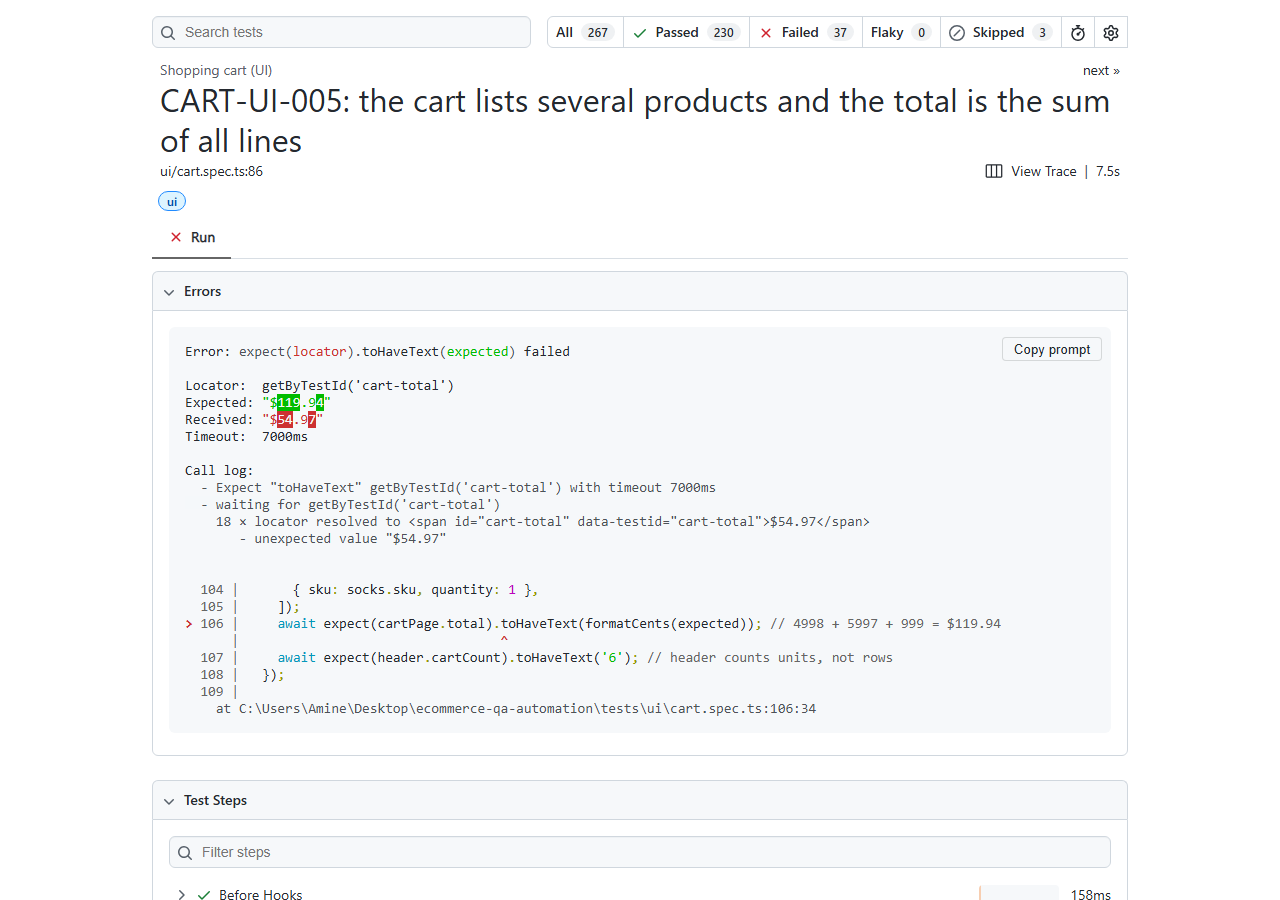 Search tests
All 267 Passed 230 Failed 37 Flaky 0 Skipped 3
Shopping cart (UI) next »
CART-UI-005: the cart lists several products and the total is the sum
of all lines
ui/cart.spec.ts:86 View Trace | 7.5s
ui
Run
Errors
Copy prompt
Error: expect(locator).toHaveText(expected) failed
Locator:  getByTestId('cart-total')
Expected: "$119.94"
Received: "$54.97"
Timeout:  7000ms
Call log:
  - Expect "toHaveText" getByTestId('cart-total') with timeout 7000ms
  - waiting for getByTestId('cart-total')
    18 × locator resolved to <span id="cart-total" data-testid="cart-total">$54.97</span>
       - unexpected value "$54.97"
  104 |       { sku: socks.sku, quantity: 1 },
  105 |     ]);
> 106 |     await expect(cartPage.total).toHaveText(formatCents(expected)); // 4998 + 5997 + 999 = $119.94
      |                                  ^
  107 |     await expect(header.cartCount).toHaveText('6'); // header counts units, not rows
  108 |   });
  109 |
    at C:\Users\Amine\Desktop\ecommerce-qa-automation\tests\ui\cart.spec.ts:106:34
Test Steps
Filter steps
Before Hooks 158ms